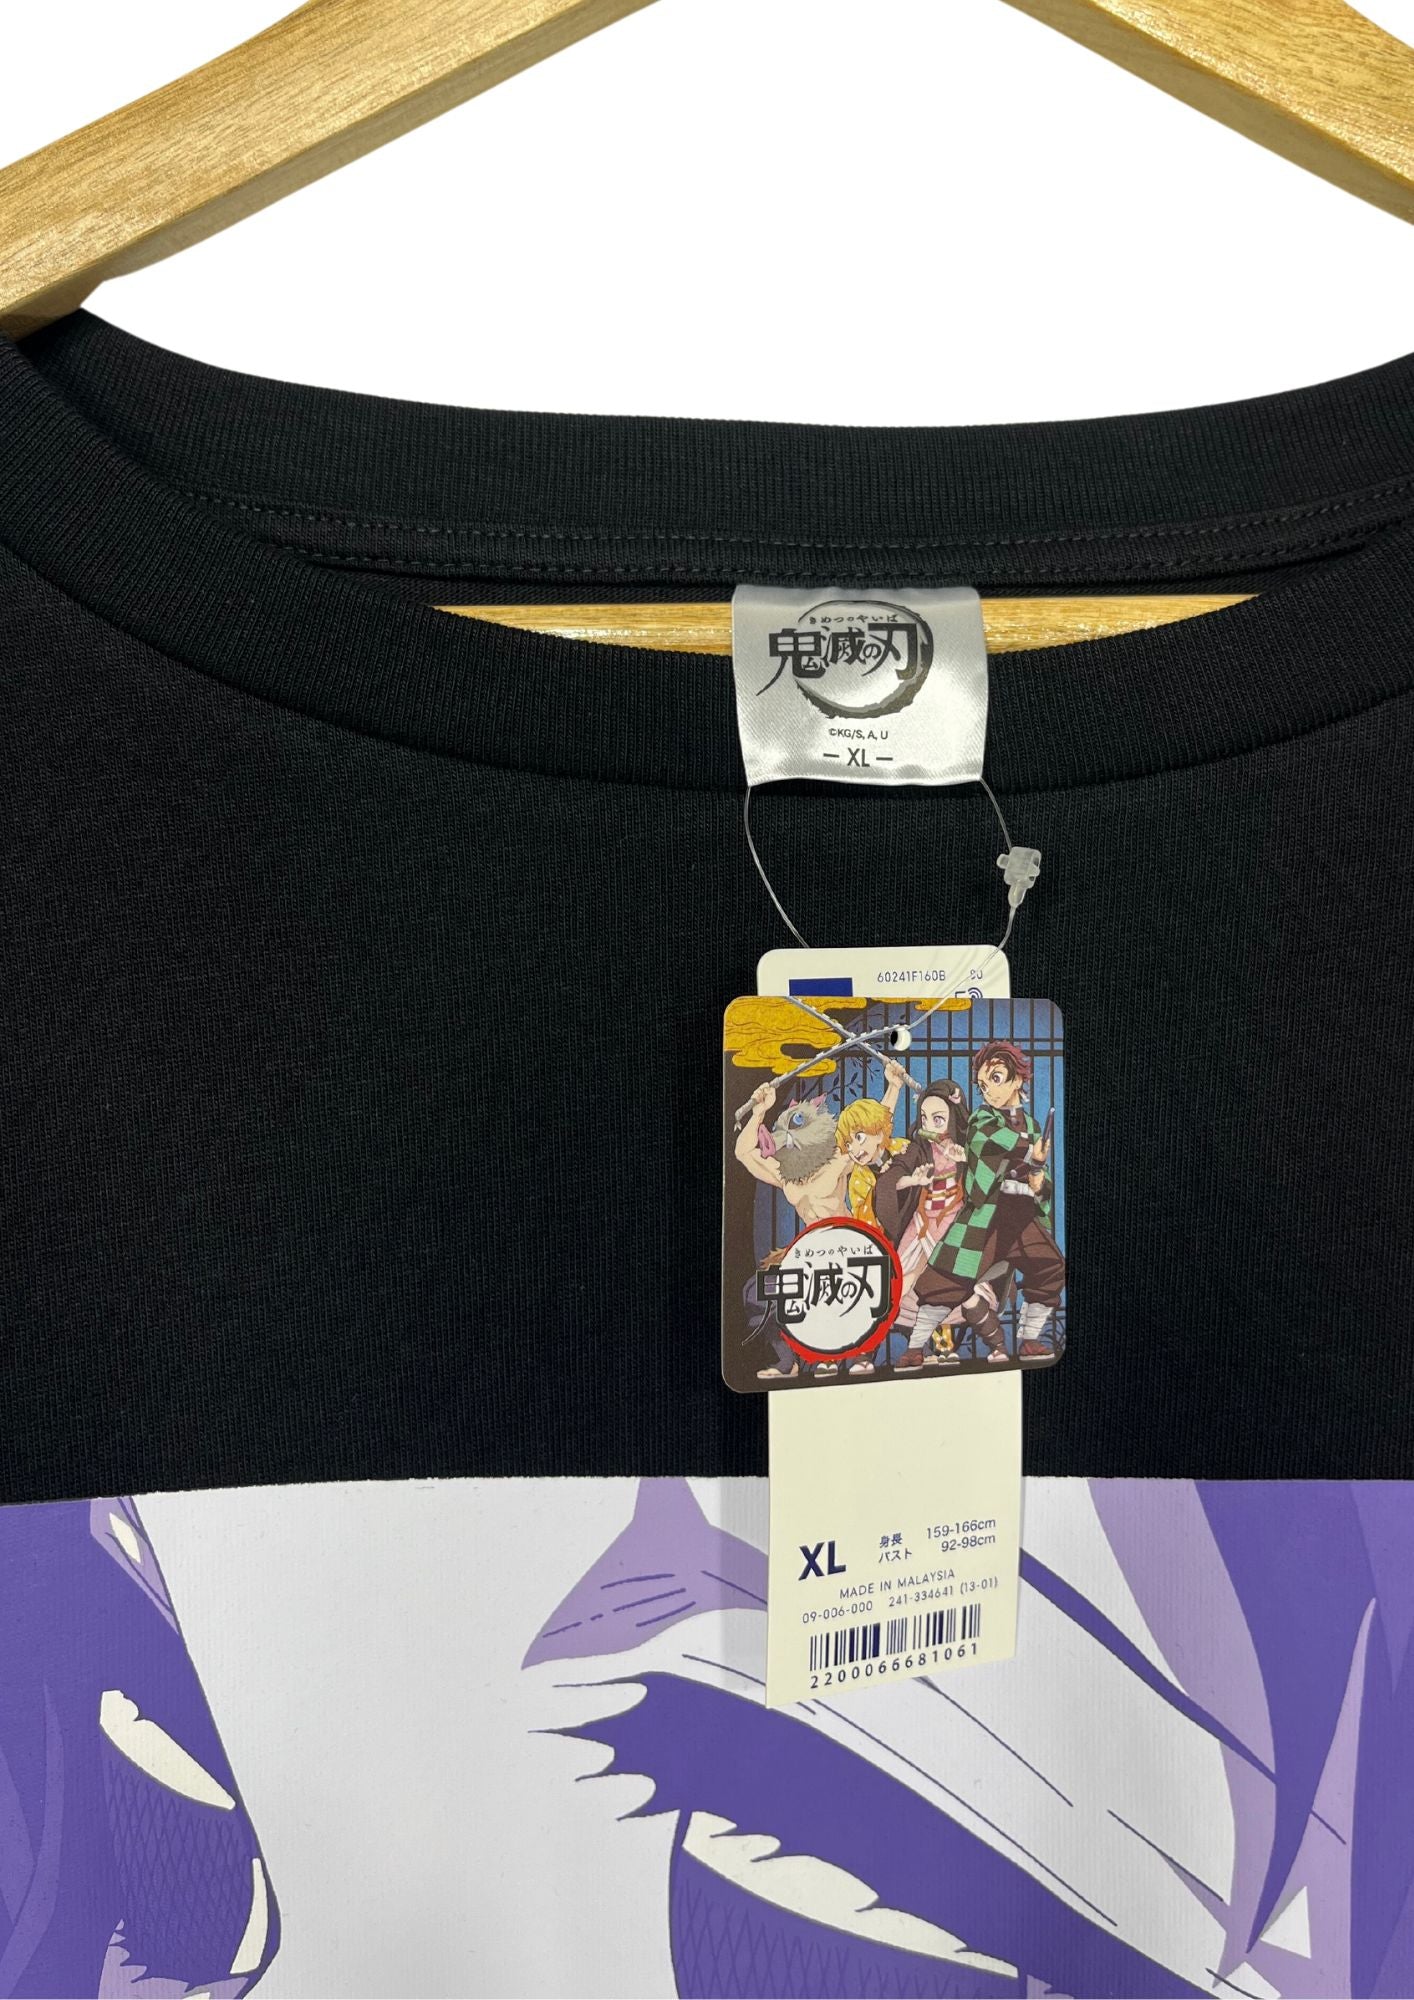 きめつのやいば
鬼滅の刃
©KG/S, A, U
— XL —
60241F160B
きめつのやいば
鬼滅の刃
XL
身長 159-166cm
バスト 92-98cm
MADE IN MALAYSIA
09-006-000 241-334641 (13-01)
2200066681061